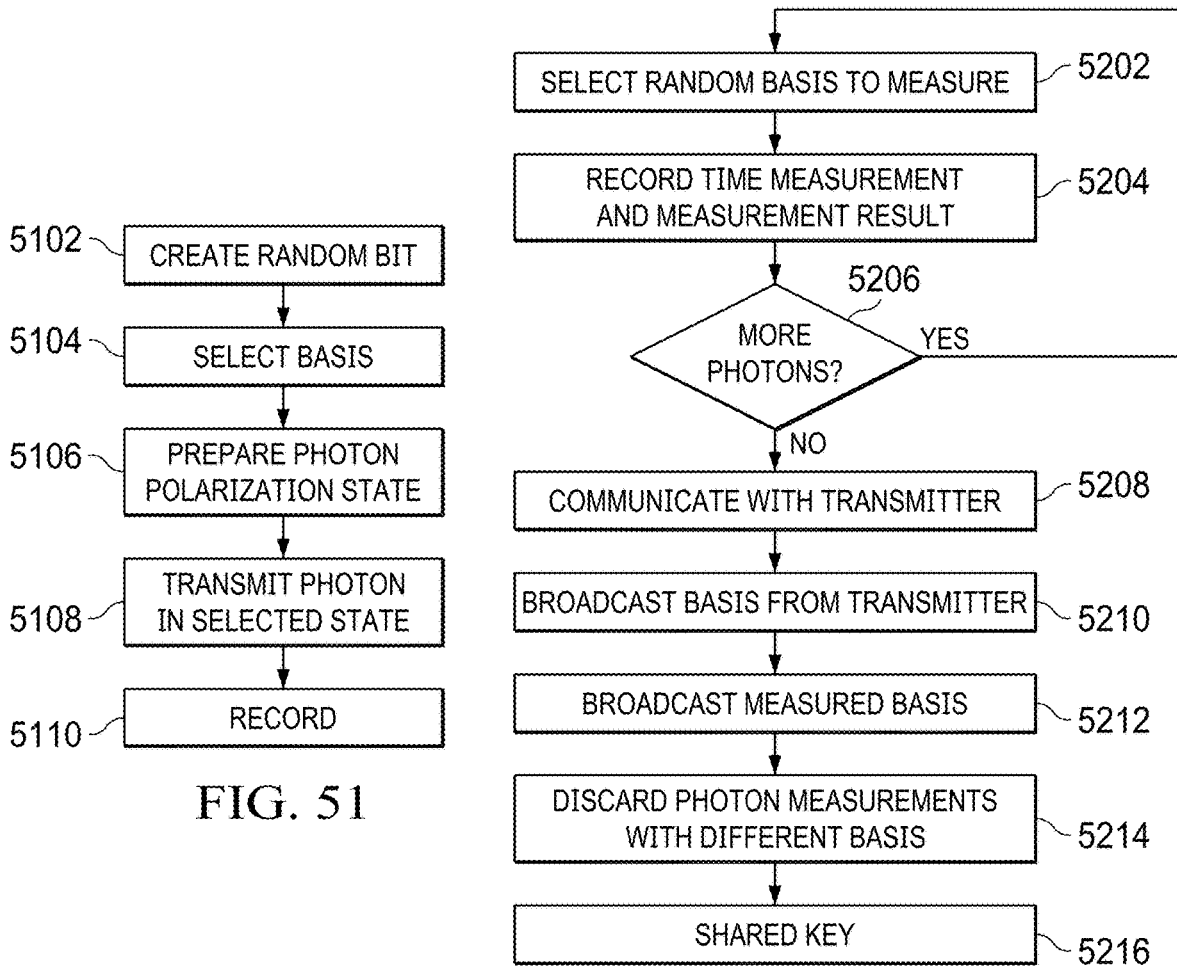 5102
CREATE RANDOM BIT
5104
SELECT BASIS
5106
PREPARE PHOTON
POLARIZATION STATE
5108
TRANSMIT PHOTON
IN SELECTED STATE
5110
RECORD
FIG. 51
SELECT RANDOM BASIS TO MEASURE
5202
RECORD TIME MEASUREMENT
AND MEASUREMENT RESULT
5204
5206
MORE
PHOTONS?
YES
NO
COMMUNICATE WITH TRANSMITTER
5208
BROADCAST BASIS FROM TRANSMITTER
5210
BROADCAST MEASURED BASIS
5212
DISCARD PHOTON MEASUREMENTS
WITH DIFFERENT BASIS
5214
SHARED KEY
5216